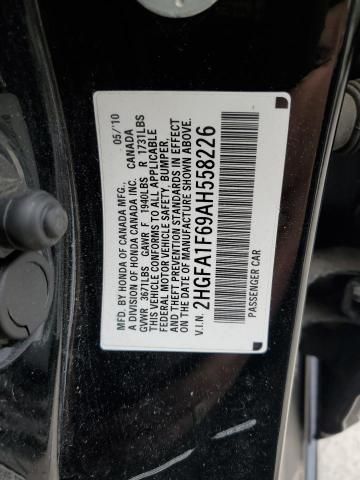 MFD. BY HONDA OF CANADA MFG., 05/'10
A DIVISION OF HONDA CANADA INC. CANADA
GVWR 3671LBS GAWR F 1940LBS R 1731LBS
THIS VEHICLE CONFORMS TO ALL APPLICABLE
FEDERAL MOTOR VEHICLE SAFETY, BUMPER,
AND THEFT PREVENTION STANDARDS IN EFFECT
ON THE DATE OF MANUFACTURE SHOWN ABOVE.
V.I.N. 2HGFA1F69AH558226
PASSENGER CAR